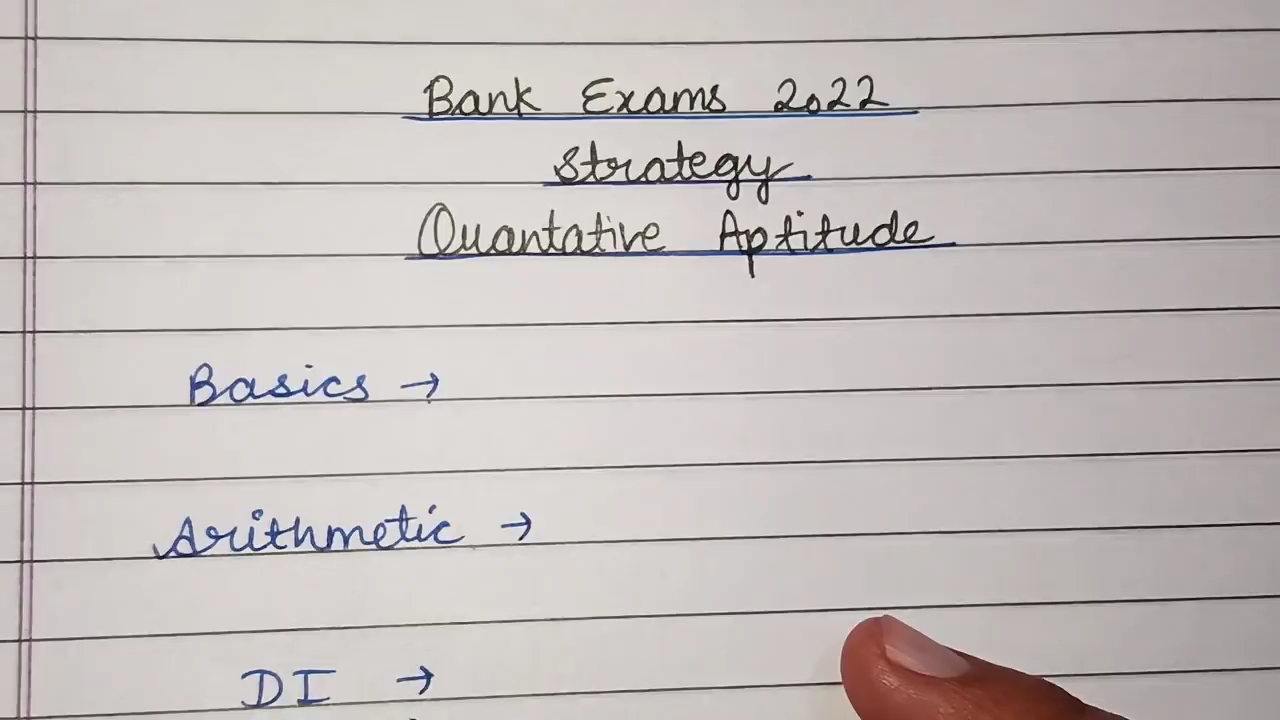 Bank Exams 2022
Strategy
Quantative Aptitude
Basics →
Arithmetic →
DI →